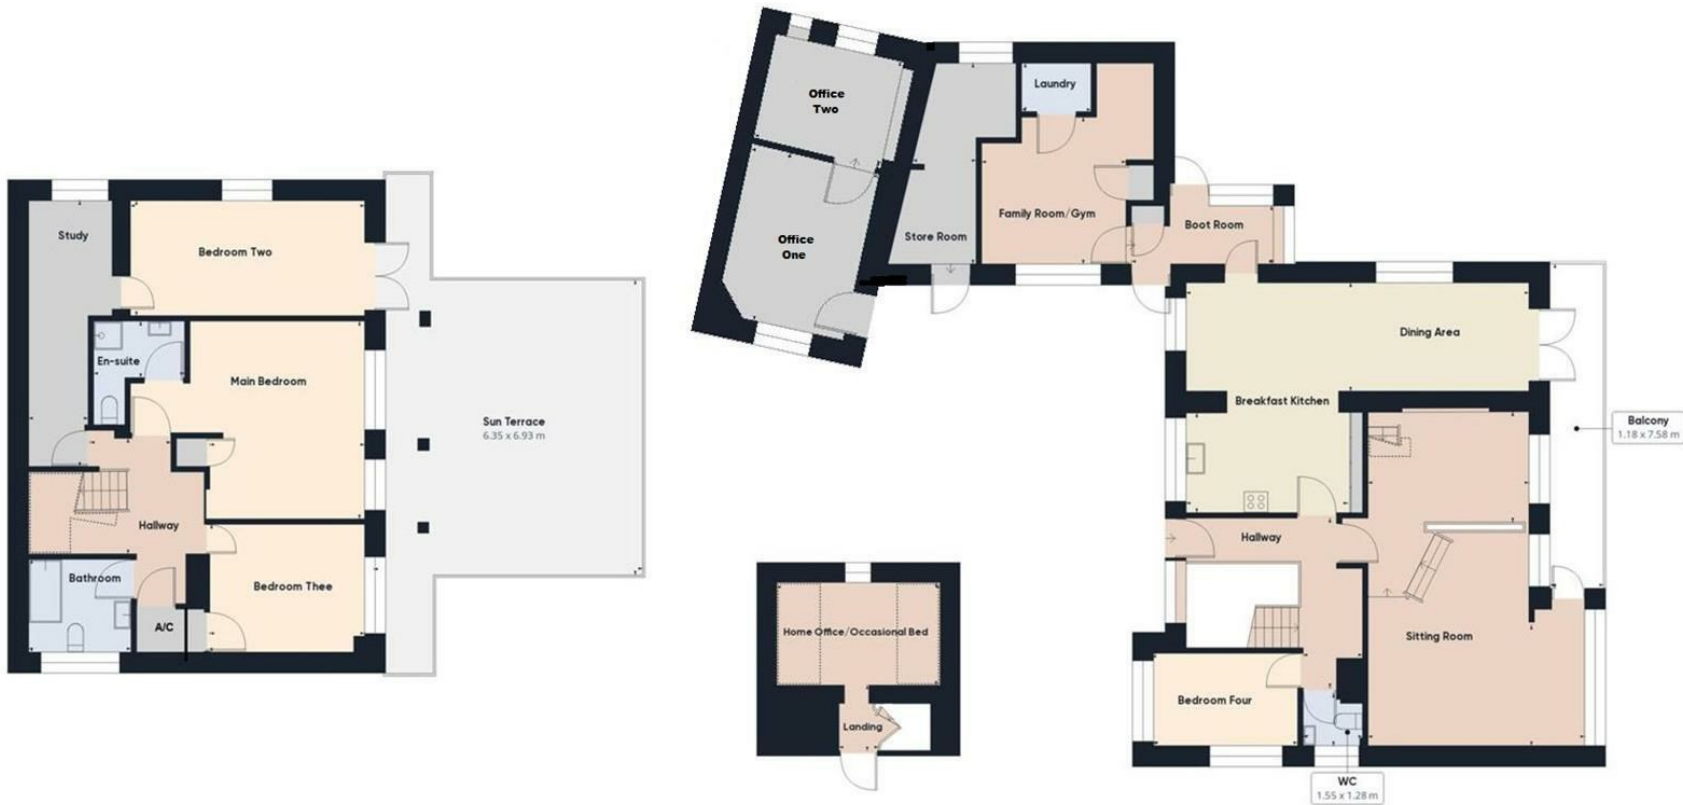 Study
Bedroom Two
En-suite
Main Bedroom
Sun Terrace
6.35 x 6.93 m
Hallway
Bathroom
Bedroom Thee
A/C
Office
Two
Laundry
Office
One
Store Room
Family Room/Gym
Boot Room
Dining Area
Breakfast Kitchen
Balcony
1.18 x 7.58 m
Hallway
Sitting Room
Bedroom Four
WC
1.55 x 1.28 m
Home Office/Occasional Bed
Landing